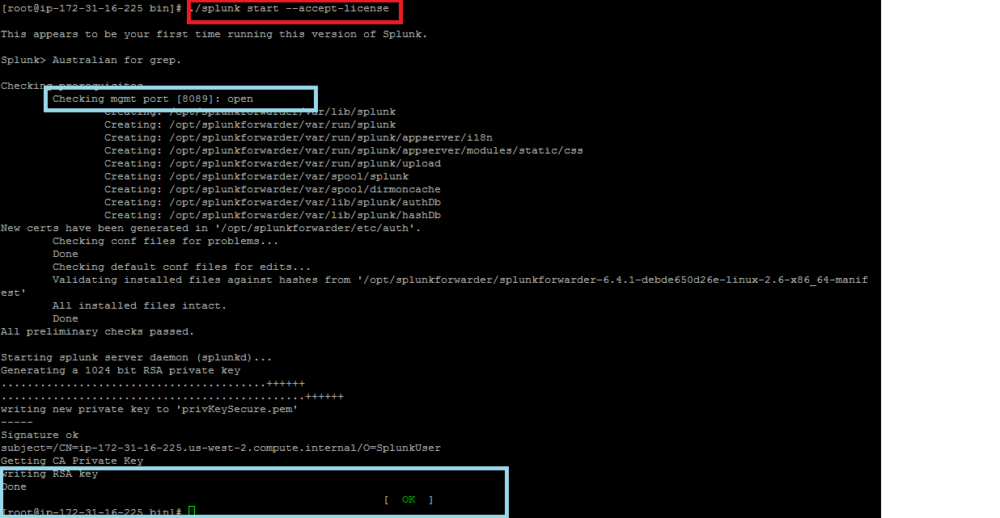 [root@ip-172-31-16-225 bin]# ./splunk start --accept-license
This appears to be your first time running this version of Splunk.
Splunk> Australian for grep.
Checking prerequisites...
Checking mgmt port [8089]: open
Creating: /opt/splunkforwarder/var/lib/splunk
Creating: /opt/splunkforwarder/var/run/splunk
Creating: /opt/splunkforwarder/var/run/splunk/appserver/i18n
Creating: /opt/splunkforwarder/var/run/splunk/appserver/modules/static/css
Creating: /opt/splunkforwarder/var/run/splunk/upload
Creating: /opt/splunkforwarder/var/spool/splunk
Creating: /opt/splunkforwarder/var/spool/dirmoncache
Creating: /opt/splunkforwarder/var/lib/splunk/authDb
Creating: /opt/splunkforwarder/var/lib/splunk/hashDb
New certs have been generated in '/opt/splunkforwarder/etc/auth'.
Checking conf files for problems...
Done
Checking default conf files for edits...
Validating installed files against hashes from '/opt/splunkforwarder/splunkforwarder-6.4.1-debde650d26e-linux-2.6-x86_64-manif
est'
All installed files intact.
Done
All preliminary checks passed.
Starting splunk server daemon (splunkd)...
Generating a 1024 bit RSA private key
.........................................++++++
...............................................++++++
writing new private key to 'privKeySecure.pem'
-----
Signature ok
subject=/CN=ip-172-31-16-225.us-west-2.compute.internal/O=SplunkUser
Getting CA Private Key
writing RSA key
Done
[ OK ]
[root@ip-172-31-16-225 bin]#